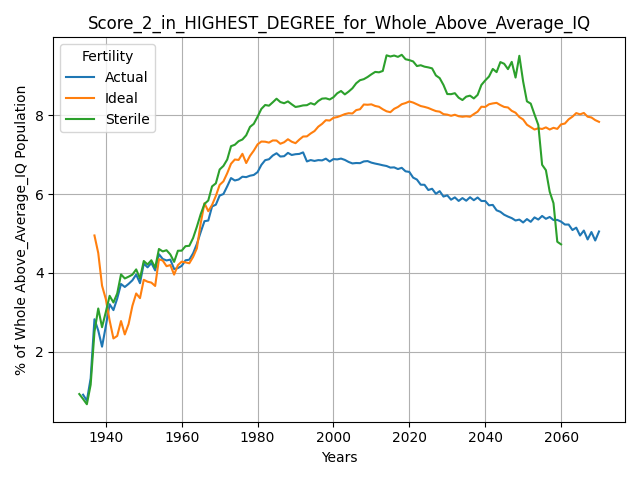 Score_2_in_HIGHEST_DEGREE_for_Whole_Above_Average_IQ
Fertility
Actual
Ideal
Sterile
% of Whole Above_Average_IQ Population
8
6
4
2
1940
1960
1980
2000
2020
2040
2060
Years